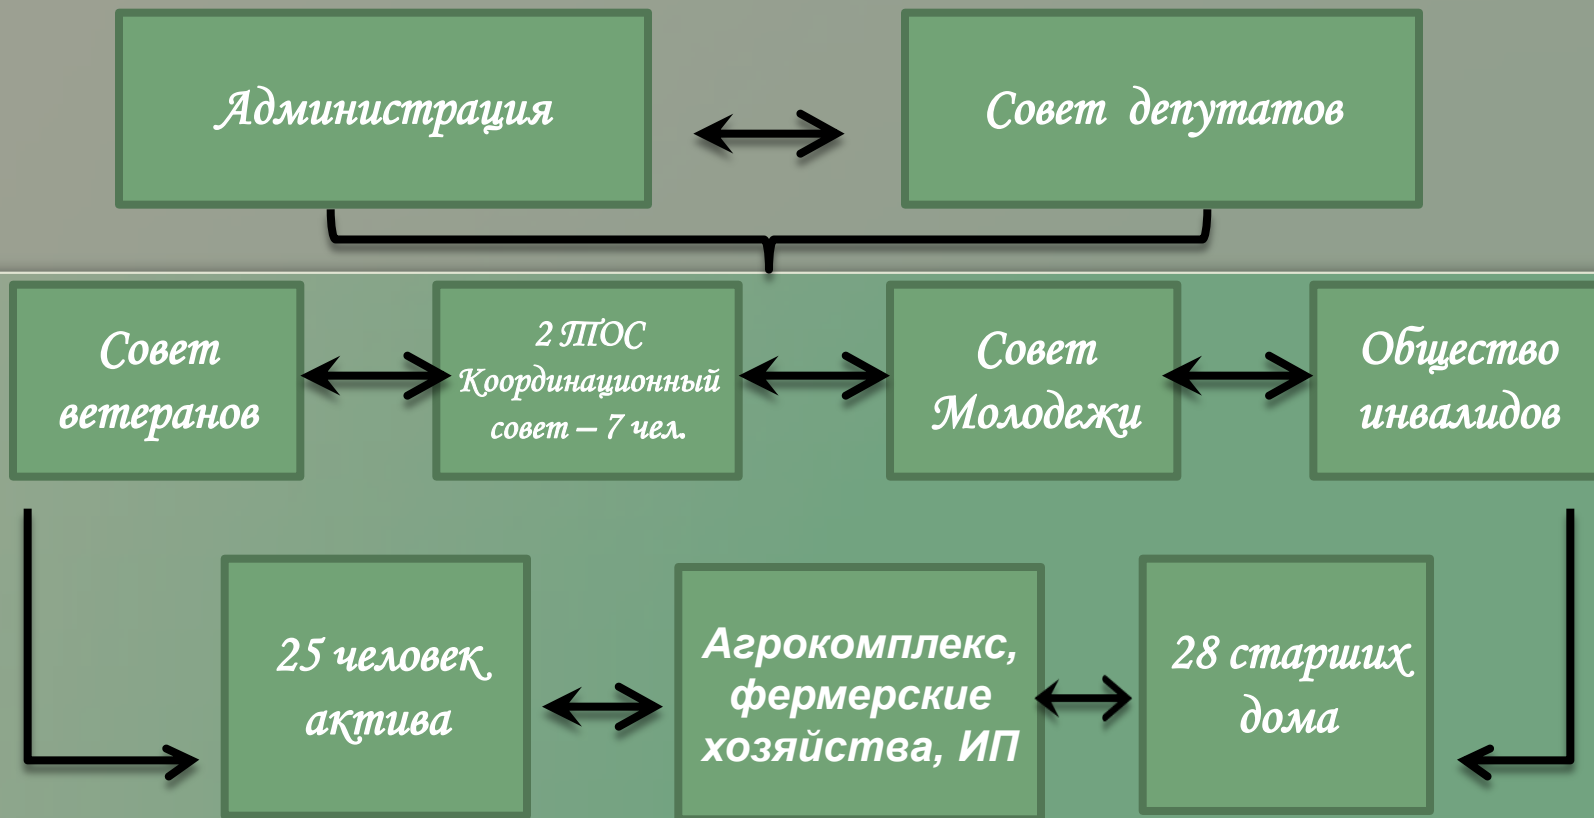 Администрация
Совет депутатов
Совет
ветеранов
2 ТОС
Координационный
совет – 7 чел.
Совет
Молодежи
Общество
инвалидов
25 человек
актива
Агрокомплекс,
фермерские
хозяйства, ИП
28 старших
дома